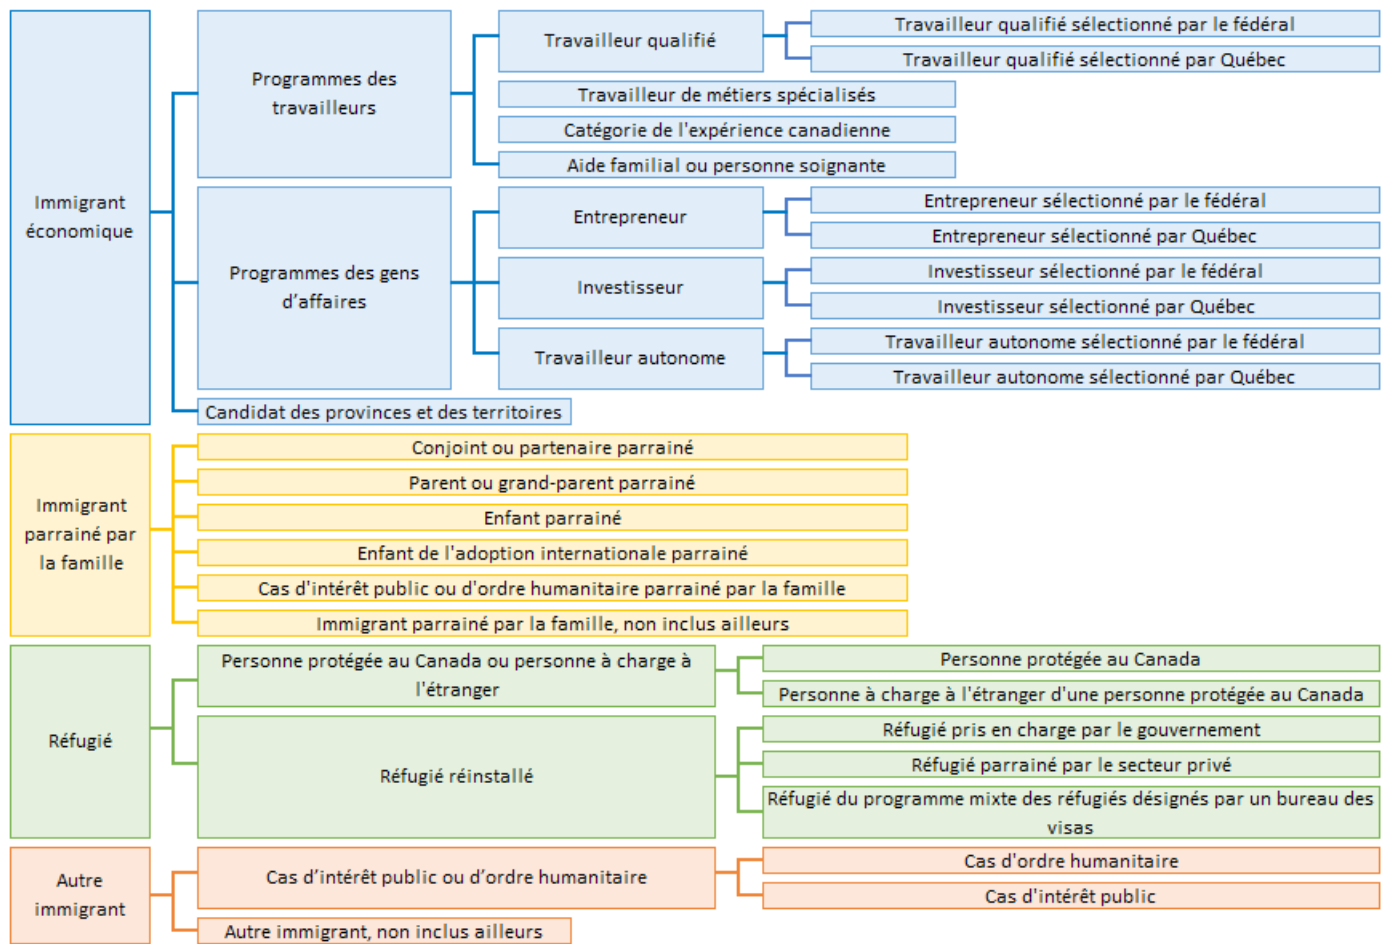 Immigrant
économique
Programmes des
travailleurs
Travailleur qualifié
Travailleur qualifié sélectionné par le fédéral
Travailleur qualifié sélectionné par Québec
Travailleur de métiers spécialisés
Catégorie de l'expérience canadienne
Aide familial ou personne soignante
Programmes des gens
d’affaires
Entrepreneur
Entrepreneur sélectionné par le fédéral
Entrepreneur sélectionné par Québec
Investisseur
Investisseur sélectionné par le fédéral
Investisseur sélectionné par Québec
Travailleur autonome
Travailleur autonome sélectionné par le fédéral
Travailleur autonome sélectionné par Québec
Candidat des provinces et des territoires
Immigrant
parrainé par
la famille
Conjoint ou partenaire parrainé
Parent ou grand-parent parrainé
Enfant parrainé
Enfant de l'adoption internationale parrainé
Cas d'intérêt public ou d'ordre humanitaire parrainé par la famille
Immigrant parrainé par la famille, non inclus ailleurs
Réfugié
Personne protégée au Canada ou personne à charge à
l'étranger
Personne protégée au Canada
Personne à charge à l'étranger d'une personne protégée au Canada
Réfugié réinstallé
Réfugié pris en charge par le gouvernement
Réfugié parrainé par le secteur privé
Réfugié du programme mixte des réfugiés désignés par un bureau des
visas
Autre
immigrant
Cas d’intérêt public ou d’ordre humanitaire
Cas d'ordre humanitaire
Cas d'intérêt public
Autre immigrant, non inclus ailleurs